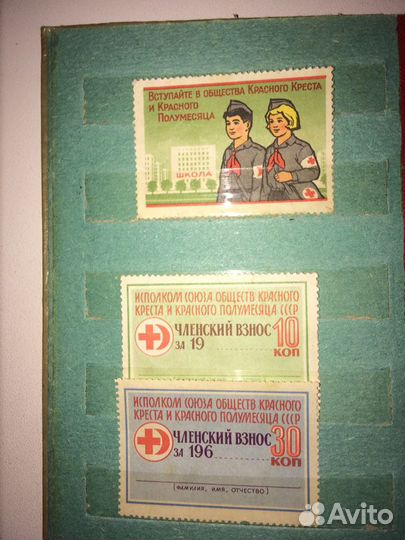 Вступайте в общества Красного Креста
и Красного
Полумесяца
ШКОЛА
ИСПОЛКОМ СОЮЗА ОБЩЕСТВ КРАСНОГО
КРЕСТА И КРАСНОГО ПОЛУМЕСЯЦА СССР
ЧЛЕНСКИЙ ВЗНОС 10
ЗА 19 КОП
ИСПОЛКОМ СОЮЗА ОБЩЕСТВ КРАСНОГО
КРЕСТА И КРАСНОГО ПОЛУМЕСЯЦА СССР
ЧЛЕНСКИЙ ВЗНОС 30
ЗА 196 КОП
(ФАМИЛИЯ, ИМЯ, ОТЧЕСТВО)
Avito